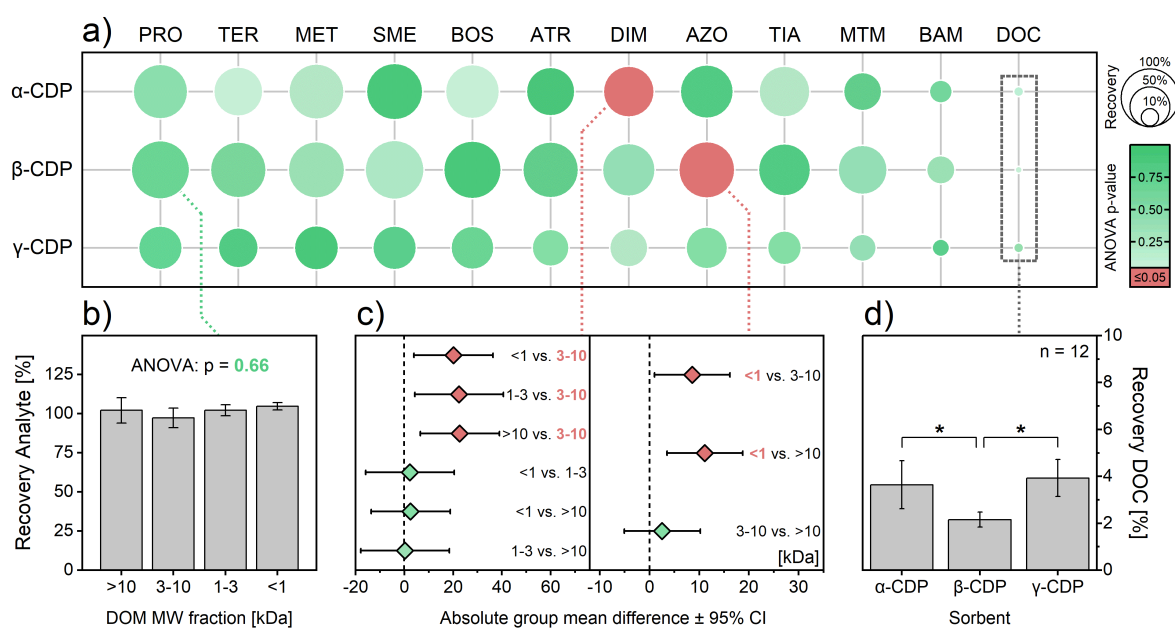 a)
PRO TER MET SME BOS ATR DIM AZO TIA MTM BAM DOC
α-CDP
β-CDP
γ-CDP
Recovery
100%
50%
10%
ANOVA p-value
0.75
0.50
0.25
≤0.05
b)
ANOVA: p = 0.66
Recovery Analyte [%]
125
100
75
50
25
0
>10 3-10 1-3 <1
DOM MW fraction [kDa]
c)
<1 vs. 3-10
1-3 vs. 3-10
>10 vs. 3-10
<1 vs. 1-3
<1 vs. >10
1-3 vs. >10
-20 0 20 40 60
<1 vs. 3-10
<1 vs. >10
3-10 vs. >10
[kDa]
-10 0 10 20 30
Absolute group mean difference ± 95% CI
d)
n = 12
* *
10
8
6
4
2
0
Recovery DOC
[%]
α-CDP β-CDP γ-CDP
Sorbent